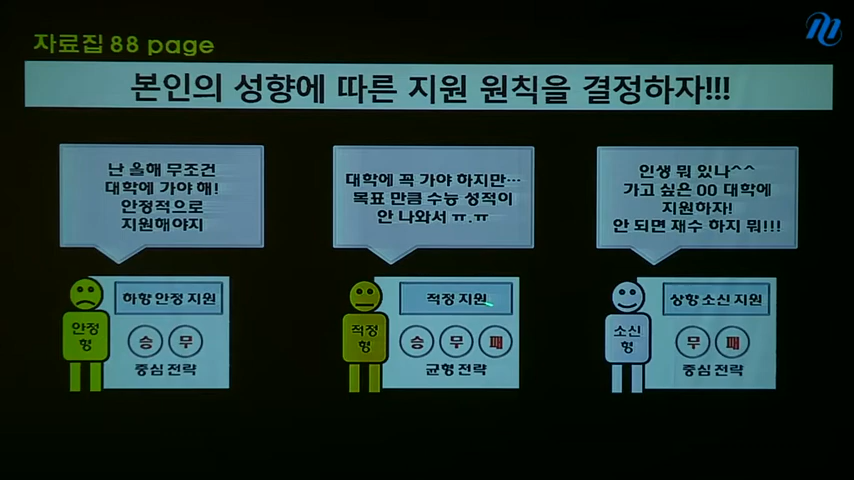 자료집 88 page
본인의 성향에 따른 지원 원칙을 결정하자!!!
난 올해 무조건
대학에 가야 해!
안정적으로
지원해야지
대학에 꼭 가야 하지만…
목표 만큼 수능 성적이
안 나와서 ㅠ.ㅠ
인생 뭐 있나^^
가고 싶은 00 대학에
지원하자!
안 되면 재수 하지 뭐!!!
안정
형
하향 안정 지원
승 무
중심 전략
적정
형
적정 지원
승 무 패
균형 전략
소신
형
상향 소신 지원
무 패
중심 전략